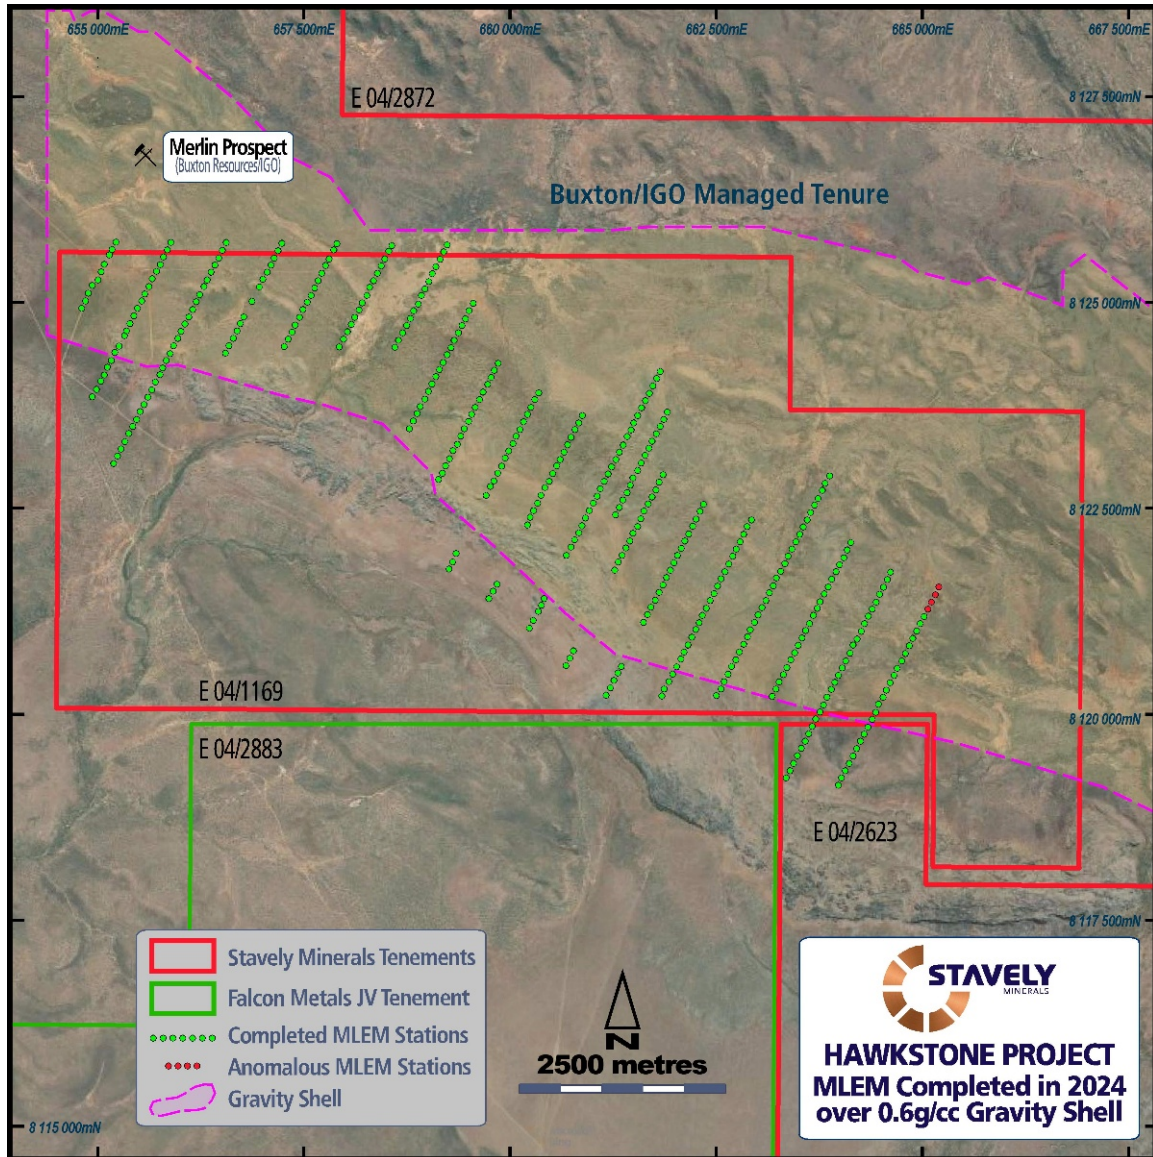 655 000mE
657 500mE
660 000mE
662 500mE
665 000mE
667 500mE
E 04/2872
8 127 500mN
Merlin Prospect
(Buxton Resources/IGO)
Buxton/IGO Managed Tenure
8 125 000mN
8 122 500mN
E 04/1169
8 120 000mN
E 04/2883
E 04/2623
8 117 500mN
Stavely Minerals Tenements
Falcon Metals JV Tenement
Completed MLEM Stations
Anomalous MLEM Stations
Gravity Shell
N
2500 metres
STAVELY
MINERALS
HAWKSTONE PROJECT
MLEM Completed in 2024
over 0.6g/cc Gravity Shell
8 115 000mN